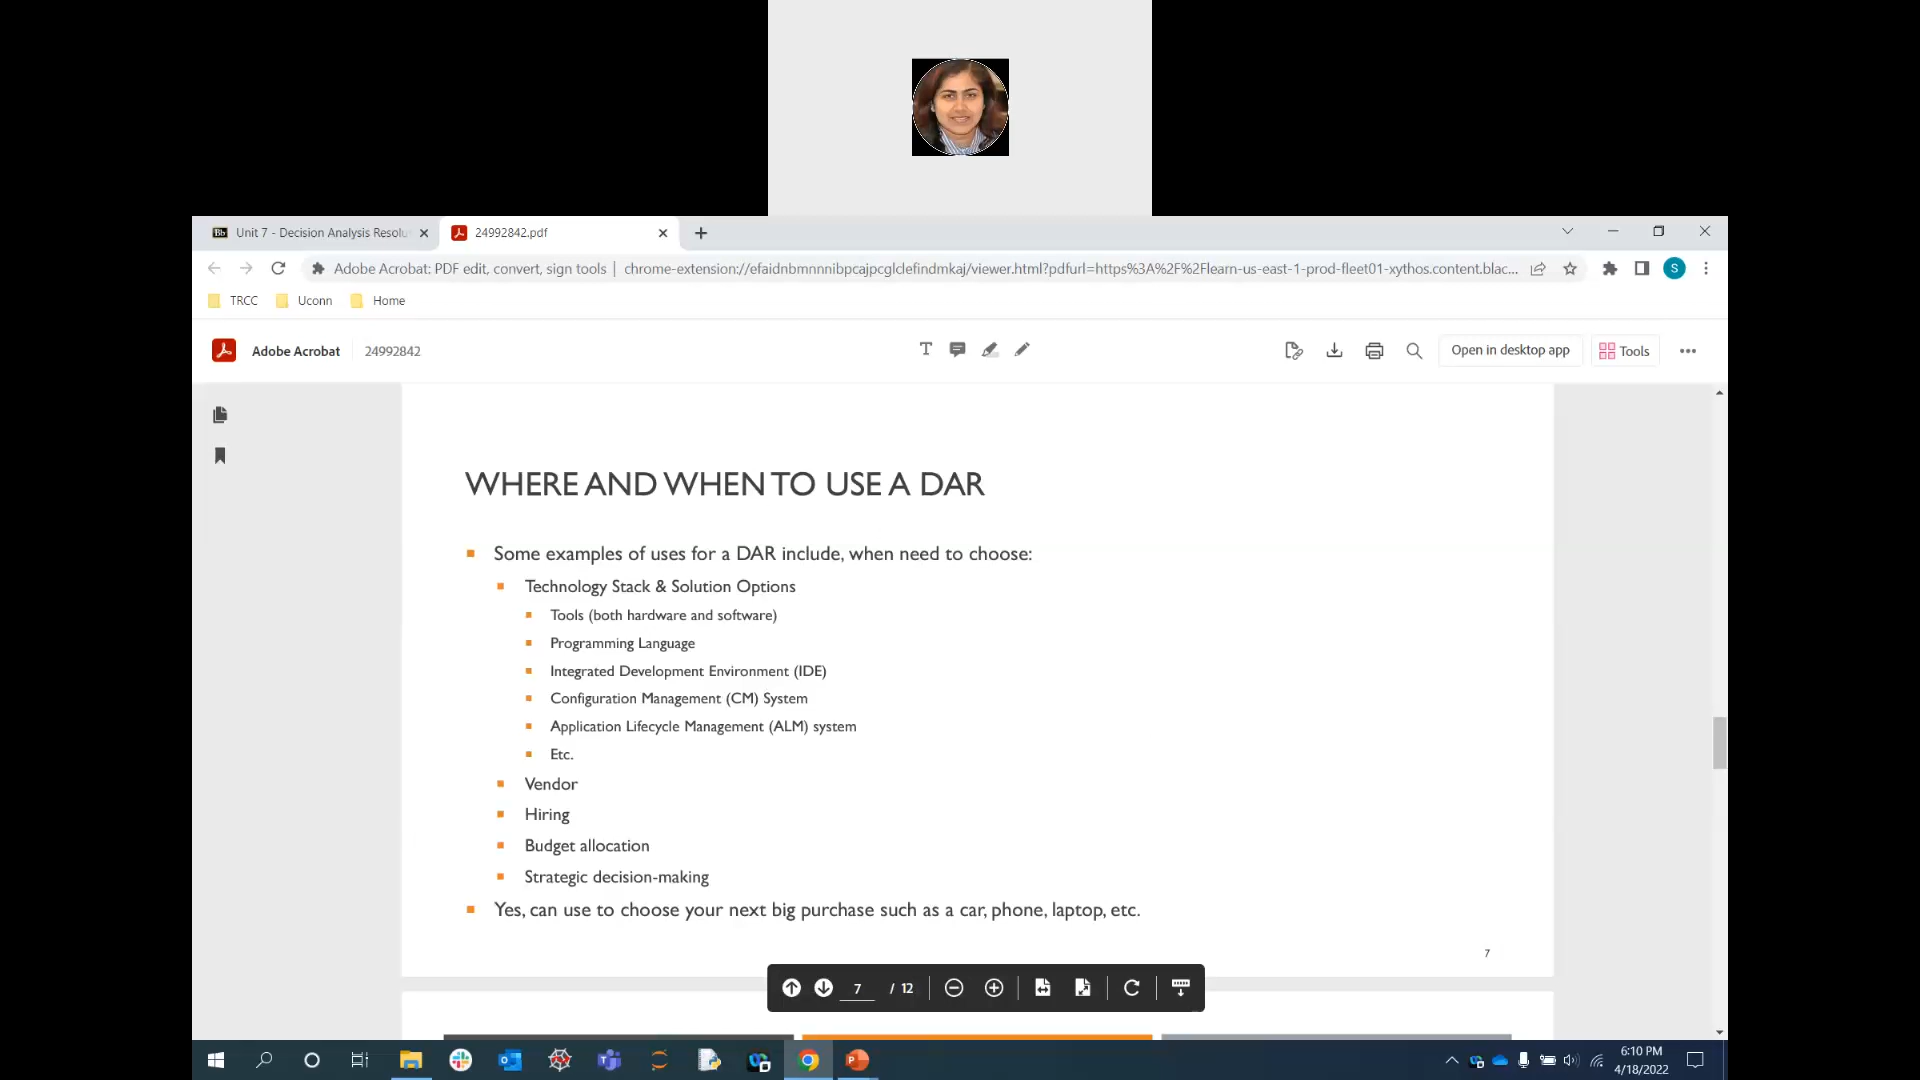 Bb Unit 7 - Decision Analysis Resolu
24992842.pdf
Adobe Acrobat: PDF edit, convert, sign tools | chrome-extension://efaidnbmnnnibpcajpcglclefindmkaj/viewer.html?pdfurl=https%3A%2F%2Flearn-us-east-1-prod-fleet01-xythos.content.blac...
S
TRCC Uconn Home
Adobe Acrobat 24992842
Open in desktop app Tools
WHERE AND WHEN TO USE A DAR
Some examples of uses for a DAR include, when need to choose:
Technology Stack & Solution Options
Tools (both hardware and software)
Programming Language
Integrated Development Environment (IDE)
Configuration Management (CM) System
Application Lifecycle Management (ALM) system
Etc.
Vendor
Hiring
Budget allocation
Strategic decision-making
Yes, can use to choose your next big purchase such as a car, phone, laptop, etc.
7
7 / 12
6:10 PM
4/18/2022